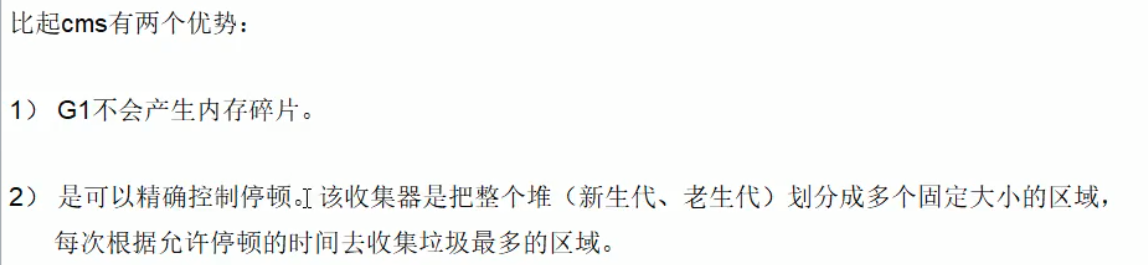 比起cms有两个优势：
1） G1不会产生内存碎片。
2） 是可以精确控制停顿。该收集器是把整个堆（新生代、老生代）划分成多个固定大小的区域，
每次根据允许停顿的时间去收集垃圾最多的区域。